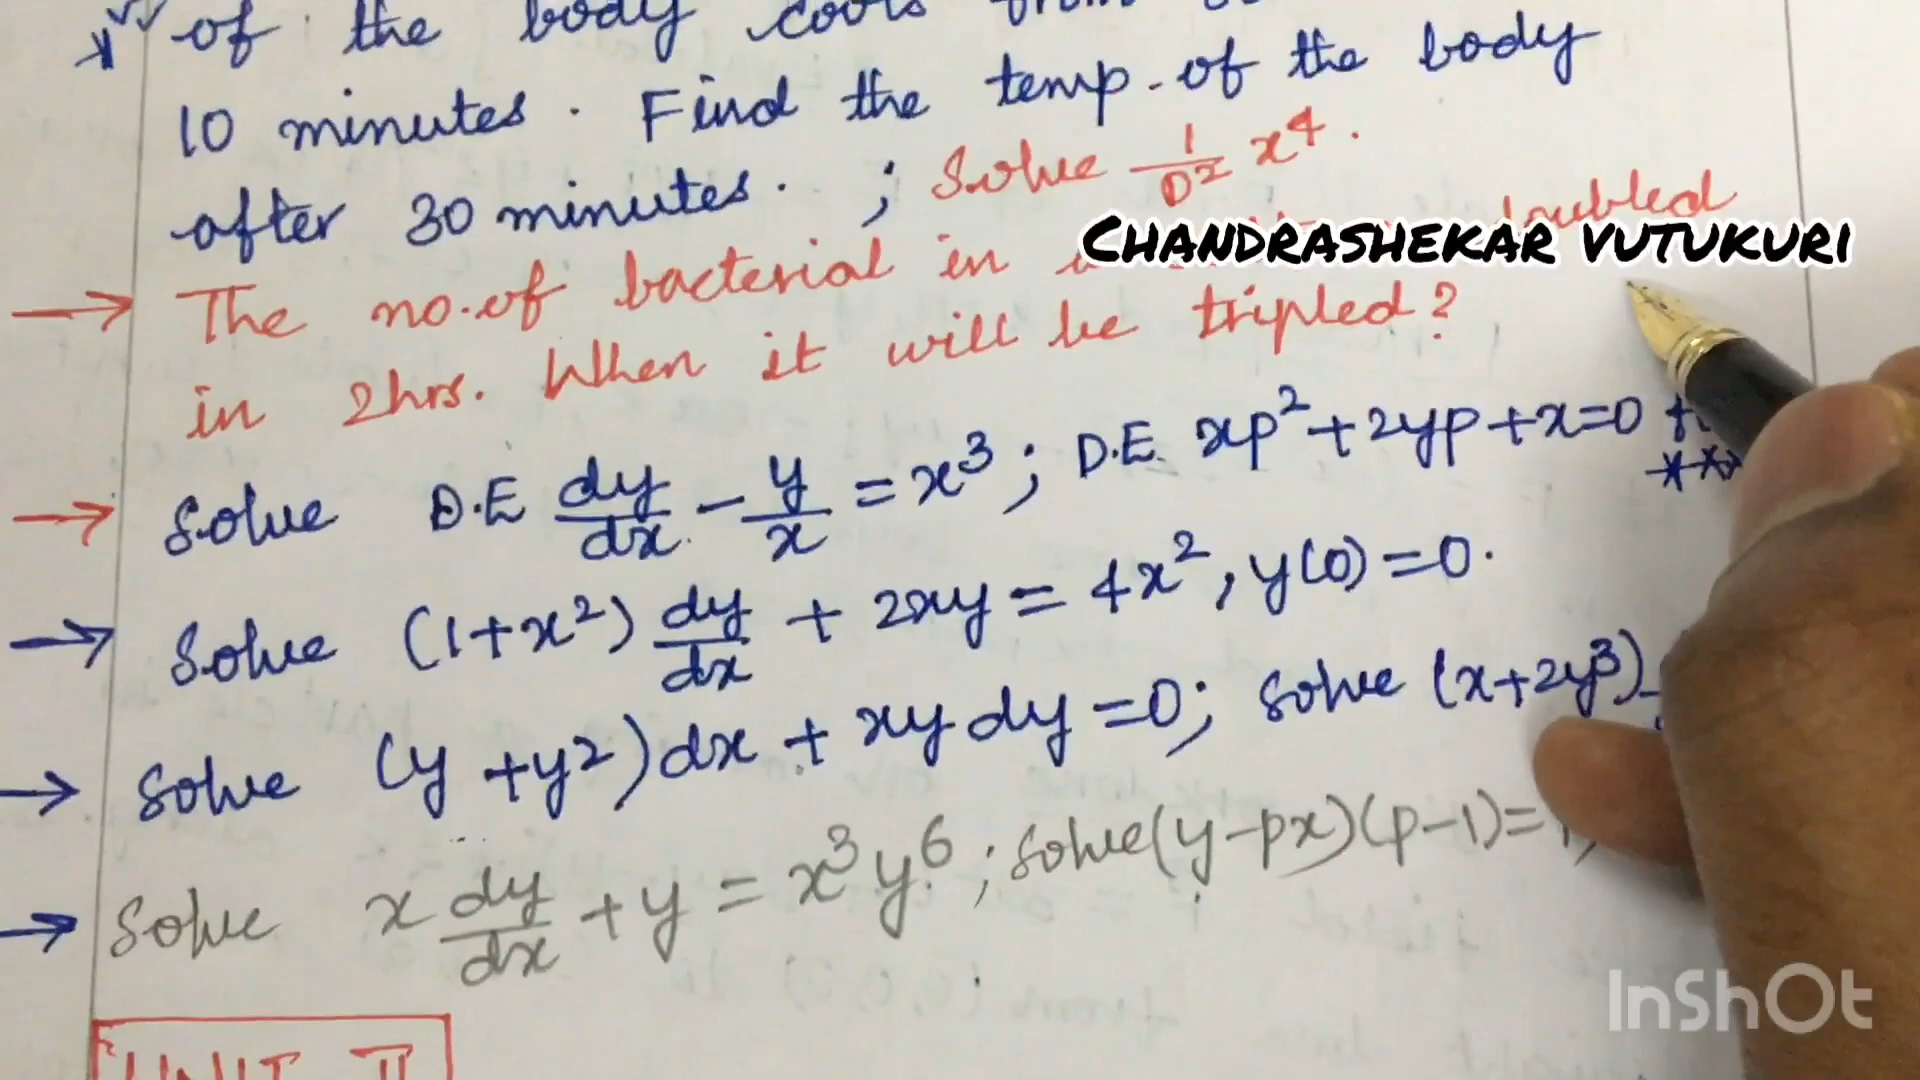 of the body cools from
10 minutes. Find the temp. of the body
after 30 minutes. ; Solve 1/D² x⁴.
The no. of bacterial in doubled
CHANDRASHEKAR VUTUKURI
in 2hrs. When it will be tripled?
Solve D.E dy/dx - y/x = x³ ; D.E. xp² + 2yp + x = 0
Solve (1+x²) dy/dx + 2xy = 4x², y(0) = 0.
Solve (y + y²)dx + xy dy = 0; Solve (x+2y³)
Solve x dy/dx + y = x³y⁶ ; Solve (y-px)(p-1) =
UNIT II
InShOt